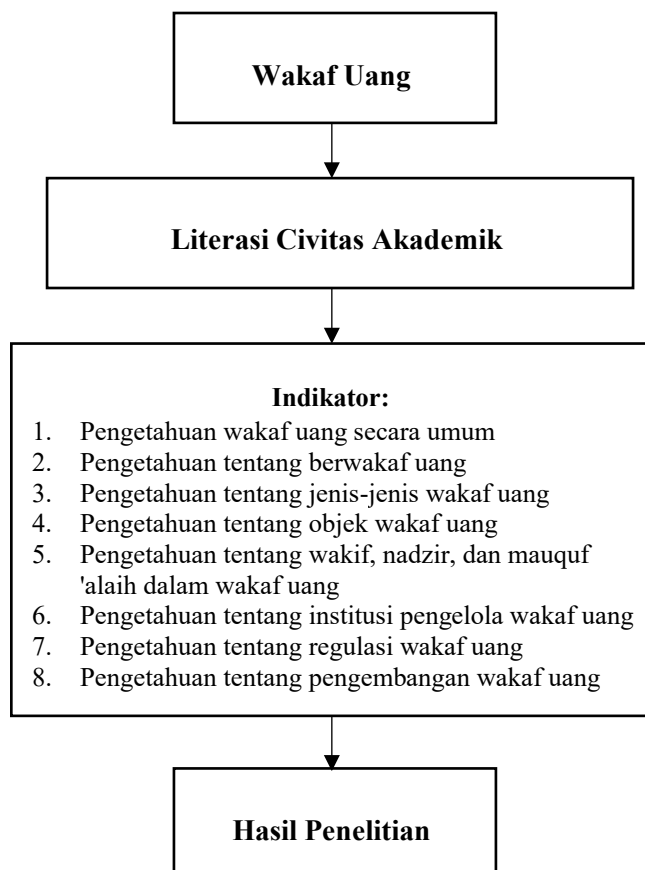 Wakaf Uang
Literasi Civitas Akademik
Indikator:
1. Pengetahuan wakaf uang secara umum
2. Pengetahuan tentang berwakaf uang
3. Pengetahuan tentang jenis-jenis wakaf uang
4. Pengetahuan tentang objek wakaf uang
5. Pengetahuan tentang wakif, nadzir, dan mauquf
'alaih dalam wakaf uang
6. Pengetahuan tentang institusi pengelola wakaf uang
7. Pengetahuan tentang regulasi wakaf uang
8. Pengetahuan tentang pengembangan wakaf uang
Hasil Penelitian